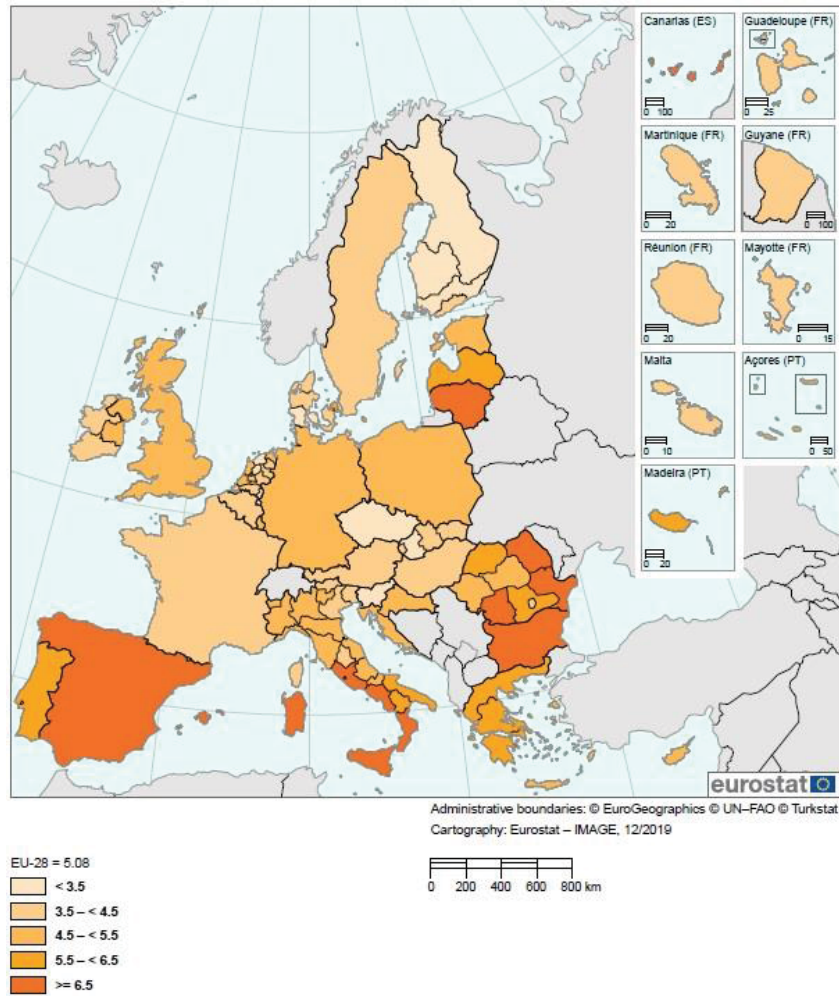 Canarias (ES)
0 100
Guadeloupe (FR)
0 25
Martinique (FR)
0 20
Guyane (FR)
0 100
Réunion (FR)
0 20
Mayotte (FR)
0 15
Malta
0 10
Açores (PT)
0 50
Madeira (PT)
0 20
eurostat
Administrative boundaries: © EuroGeographics © UN–FAO © Turkstat
Cartography: Eurostat – IMAGE, 12/2019
0 200 400 600 800 km
EU-28 = 5.08
< 3.5
3.5 – < 4.5
4.5 – < 5.5
5.5 – < 6.5
>= 6.5